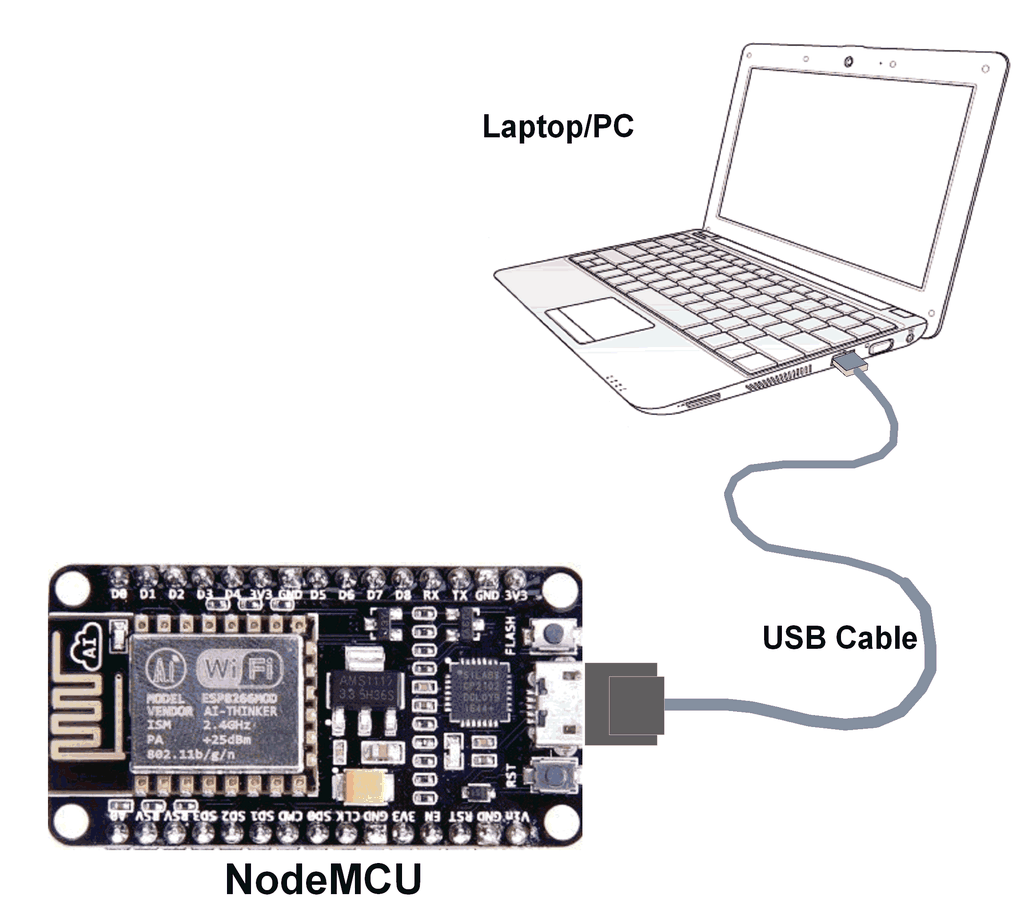 Laptop/PC
USB Cable
D0 D1 D2 D3 D4 3V3 GND D5 D6 D7 D8 RX TX GND 3V3
FLASH
AI
Ai WiFi
MODEL ESP8266MOD
VENDOR AI-THINKER
ISM 2.4GHz
PA +25dBm
802.11b/g/n
AMS1117
SILABS
CP2102
RST
A0 RSV RSV SD3 SD2 SD1 CMD SD0 CLK GND 3V3 EN RST GND Vin
NodeMCU